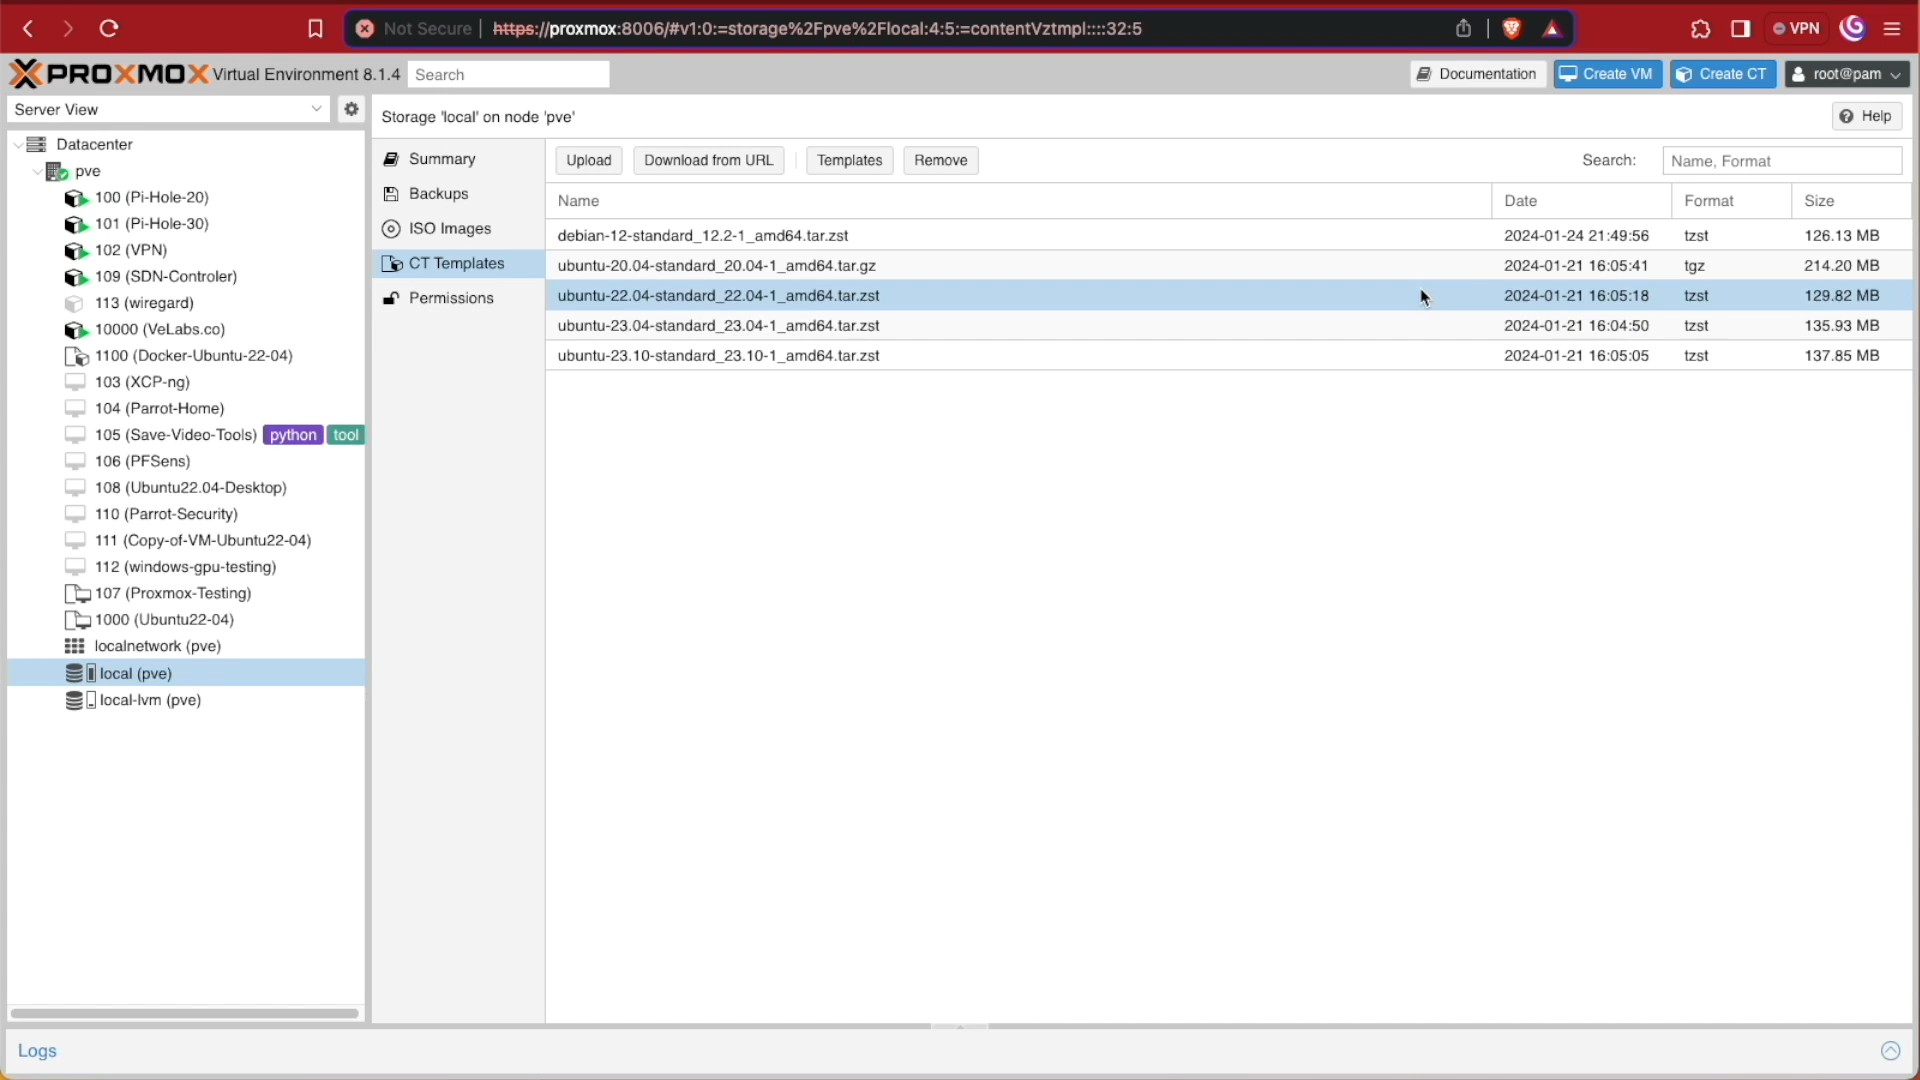 Not Secure https://proxmox:8006/#v1:0:=storage%2Fpve%2Flocal:4:5:=contentVztmpl::::32:5 VPN
PROXMOX Virtual Environment 8.1.4 Search Documentation Create VM Create CT root@pam
Server View
Storage 'local' on node 'pve' Help
Datacenter
pve
100 (Pi-Hole-20)
101 (Pi-Hole-30)
102 (VPN)
109 (SDN-Controler)
113 (wiregard)
10000 (VeLabs.co)
1100 (Docker-Ubuntu-22-04)
103 (XCP-ng)
104 (Parrot-Home)
105 (Save-Video-Tools) python tool
106 (PFSens)
108 (Ubuntu22.04-Desktop)
110 (Parrot-Security)
111 (Copy-of-VM-Ubuntu22-04)
112 (windows-gpu-testing)
107 (Proxmox-Testing)
1000 (Ubuntu22-04)
localnetwork (pve)
local (pve)
local-lvm (pve)
Summary
Backups
ISO Images
CT Templates
Permissions
Upload Download from URL Templates Remove Search: Name, Format
Name Date Format Size
debian-12-standard_12.2-1_amd64.tar.zst 2024-01-24 21:49:56 tzst 126.13 MB
ubuntu-20.04-standard_20.04-1_amd64.tar.gz 2024-01-21 16:05:41 tgz 214.20 MB
ubuntu-22.04-standard_22.04-1_amd64.tar.zst 2024-01-21 16:05:18 tzst 129.82 MB
ubuntu-23.04-standard_23.04-1_amd64.tar.zst 2024-01-21 16:04:50 tzst 135.93 MB
ubuntu-23.10-standard_23.10-1_amd64.tar.zst 2024-01-21 16:05:05 tzst 137.85 MB
Logs